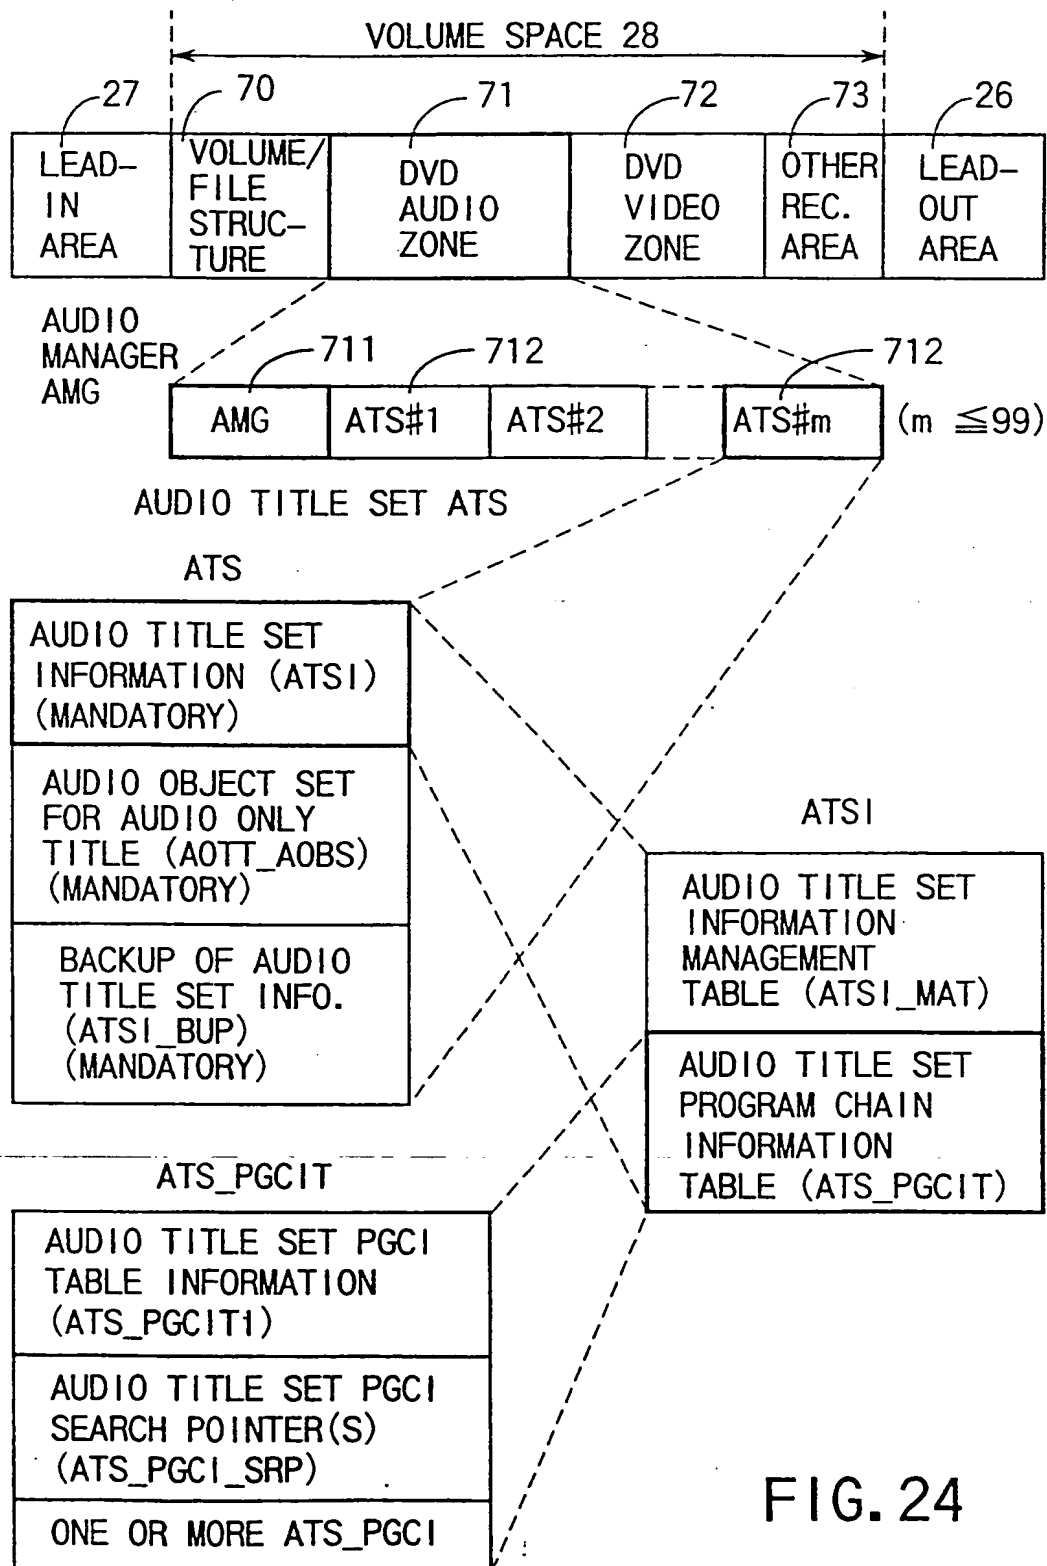 VOLUME SPACE 28
27
70
71
72
73
26
LEAD-
IN
AREA
VOLUME/
FILE
STRUC-
TURE
DVD
AUDIO
ZONE
DVD
VIDEO
ZONE
OTHER
REC.
AREA
LEAD-
OUT
AREA
AUDIO
MANAGER
AMG
711
712
712
AMG
ATS#1
ATS#2
ATS#m
(m ≦99)
AUDIO TITLE SET ATS
ATS
AUDIO TITLE SET
INFORMATION (ATSI)
(MANDATORY)
AUDIO OBJECT SET
FOR AUDIO ONLY
TITLE (AOTT_AOBS)
(MANDATORY)
BACKUP OF AUDIO
TITLE SET INFO.
(ATSI_BUP)
(MANDATORY)
ATSI
AUDIO TITLE SET
INFORMATION
MANAGEMENT
TABLE (ATSI_MAT)
AUDIO TITLE SET
PROGRAM CHAIN
INFORMATION
TABLE (ATS_PGCIT)
ATS_PGCIT
AUDIO TITLE SET PGCI
TABLE INFORMATION
(ATS_PGCIT1)
AUDIO TITLE SET PGCI
SEARCH POINTER(S)
(ATS_PGCI_SRP)
ONE OR MORE ATS_PGCI
FIG. 24